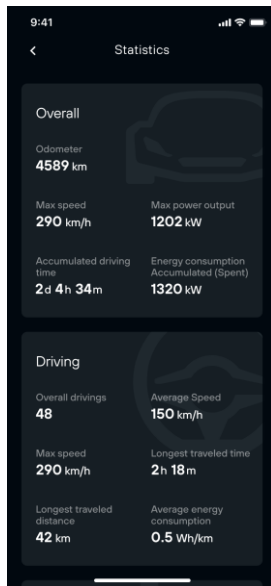 9:41
Statistics
Overall
Odometer
4589 km
Max speed
290 km/h
Max power output
1202 kW
Accumulated driving
time
2d 4h 34m
Energy consumption
Accumulated (Spent)
1320 kW
Driving
Overall drivings
48
Average Speed
150 km/h
Max speed
290 km/h
Longest traveled time
2h 18m
Longest traveled
distance
42 km
Average energy
consumption
0.5 Wh/km